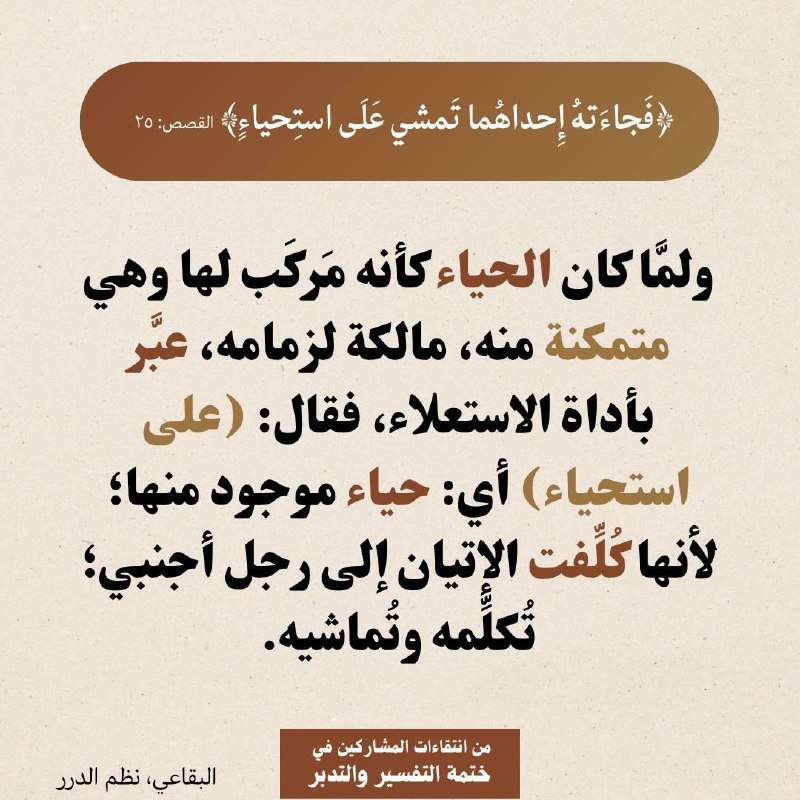 ﴿فَجاءَتهُ إِحداهُما تَمشي عَلَى استِحياءٍ﴾ القصص: ٢٥
ولمَّا كان الحياء كأنه مَركَب لها وهي
متمكنة منه، مالكة لزمامه، عبَّر
بأداة الاستعلاء، فقال: (على
استحياء) أي: حياء موجود منها؛
لأنها كُلِّفت الإتيان إلى رجل أجنبي؛
تُكلِّمه وتُماشيه.
من انتقاءات المشاركين في
ختمة التفسير والتدبر
البقاعي، نظم الدرر